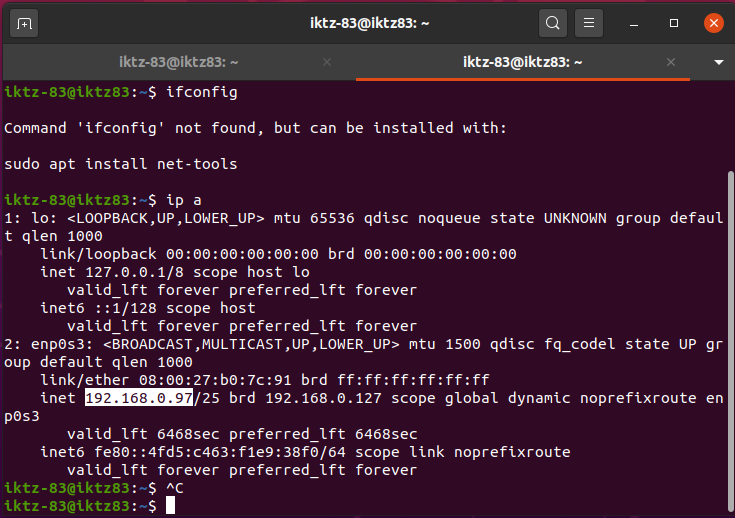 iktz-83@iktz83: ~
iktz-83@iktz83: ~
iktz-83@iktz83: ~
iktz-83@iktz83:~$ ifconfig
Command 'ifconfig' not found, but can be installed with:
sudo apt install net-tools
iktz-83@iktz83:~$ ip a
1: lo: <LOOPBACK,UP,LOWER_UP> mtu 65536 qdisc noqueue state UNKNOWN group defaul
t qlen 1000
    link/loopback 00:00:00:00:00:00 brd 00:00:00:00:00:00
    inet 127.0.0.1/8 scope host lo
       valid_lft forever preferred_lft forever
    inet6 ::1/128 scope host
       valid_lft forever preferred_lft forever
2: enp0s3: <BROADCAST,MULTICAST,UP,LOWER_UP> mtu 1500 qdisc fq_codel state UP gr
oup default qlen 1000
    link/ether 08:00:27:b0:7c:91 brd ff:ff:ff:ff:ff:ff
    inet 192.168.0.97/25 brd 192.168.0.127 scope global dynamic noprefixroute en
p0s3
       valid_lft 6468sec preferred_lft 6468sec
    inet6 fe80::4fd5:c463:f1e9:38f0/64 scope link noprefixroute
       valid_lft forever preferred_lft forever
iktz-83@iktz83:~$ ^C
iktz-83@iktz83:~$